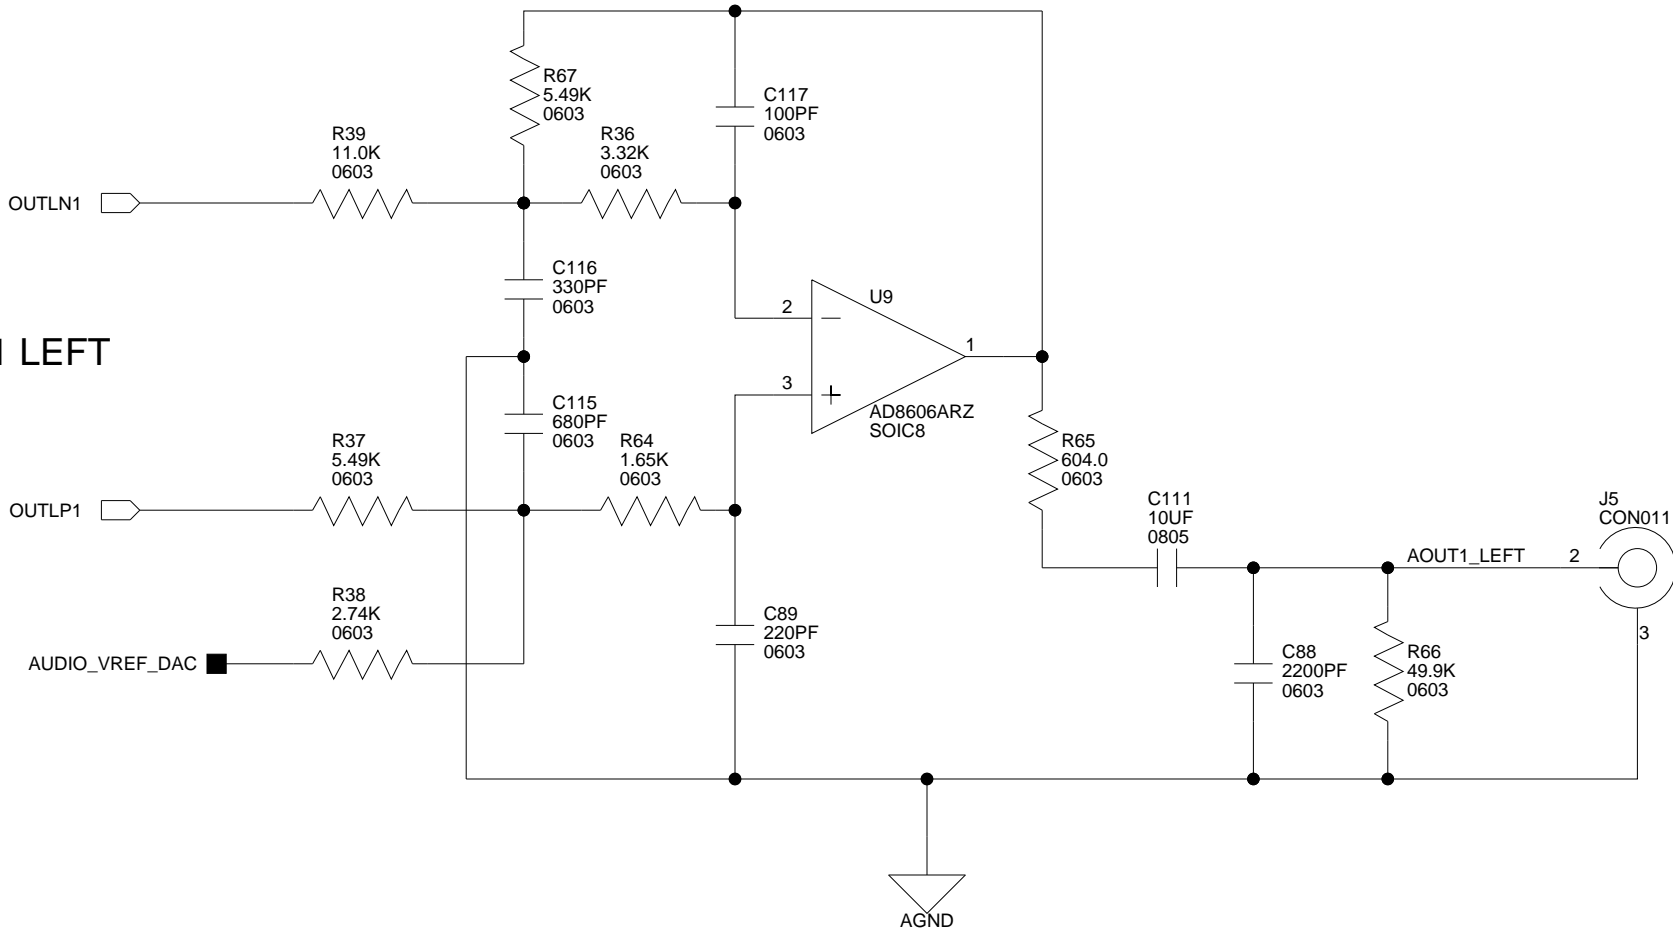 R67
5.49K
0603
C117
100PF
0603
R39
11.0K
0603
R36
3.32K
0603
OUTLN1
C116
330PF
0603
2
U9
LEFT
1
3
C115
680PF
0603
AD8606ARZ
SOIC8
R37
5.49K
0603
R64
1.65K
0603
R65
604.0
0603
OUTLP1
C111
10UF
0805
J5
CON011
AOUT1_LEFT
2
R38
2.74K
0603
C89
220PF
0603
3
AUDIO_VREF_DAC
C88
2200PF
0603
R66
49.9K
0603
AGND